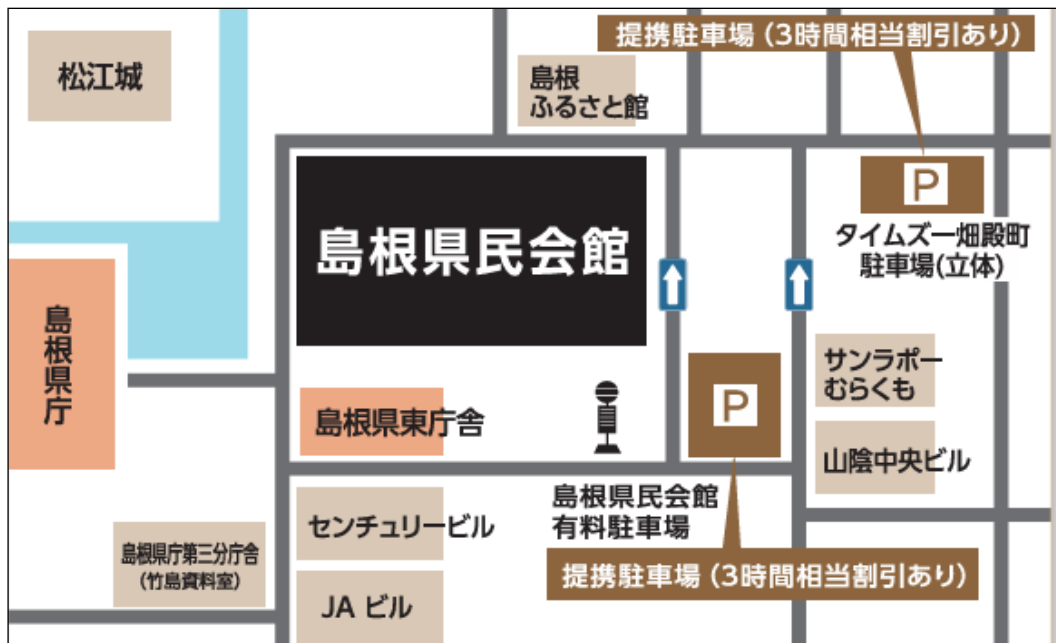 提携駐車場（3時間相当割引あり）
松江城
島根
ふるさと館
P
島根県民会館
タイムズ一畑殿町
駐車場(立体)
島根県庁
サンラポー
むらくも
P
島根県東庁舎
山陰中央ビル
島根県民会館
有料駐車場
センチュリービル
島根県庁第三分庁舎
(竹島資料室)
提携駐車場（3時間相当割引あり）
JA ビル